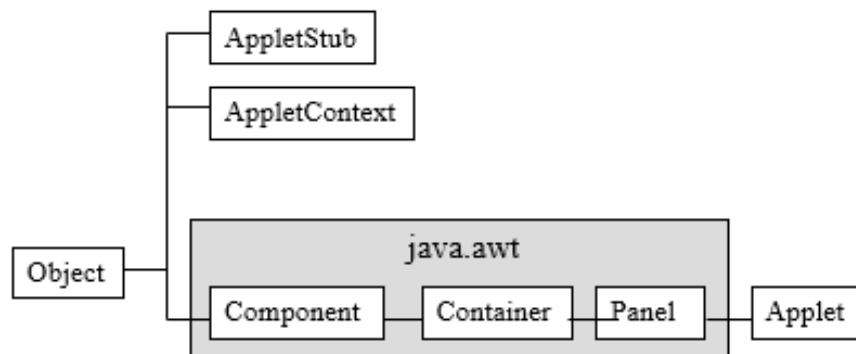 AppletStub
AppletContext
java.awt
Object
Component
Container
Panel
Applet